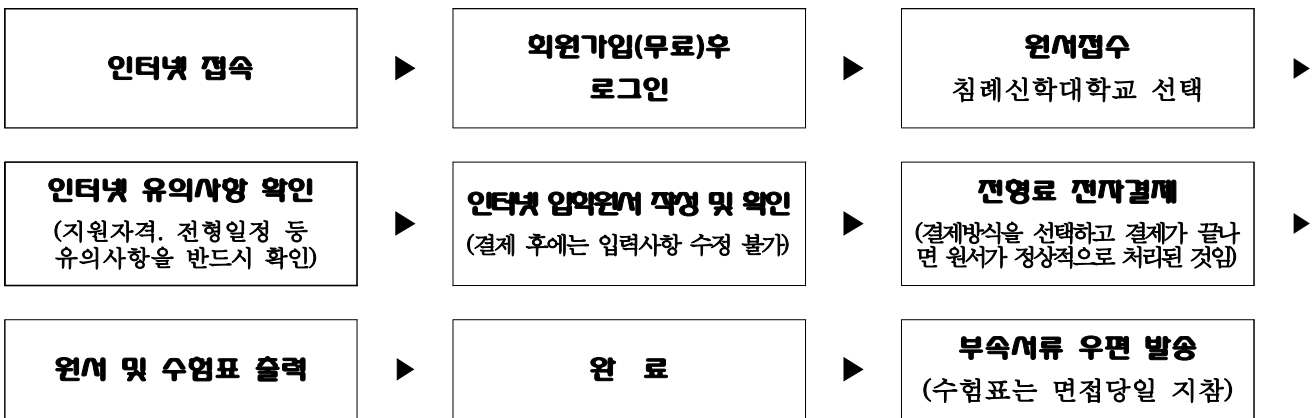 인터넷 접속
▶
회원가입(무료)후
로그인
▶
원서접수
침례신학대학교 선택
▶
인터넷 유의사항 확인
(지원자격. 전형일정 등
유의사항을 반드시 확인)
▶
인터넷 입학원서 작성 및 확인
(결제 후에는 입력사항 수정 불가)
▶
전형료 전자결제
(결제방식을 선택하고 결제가 끝나
면 원서가 정상적으로 처리된 것임)
▶
원서 및 수험표 출력
▶
완 료
▶
부속서류 우편 발송
(수험표는 면접당일 지참)